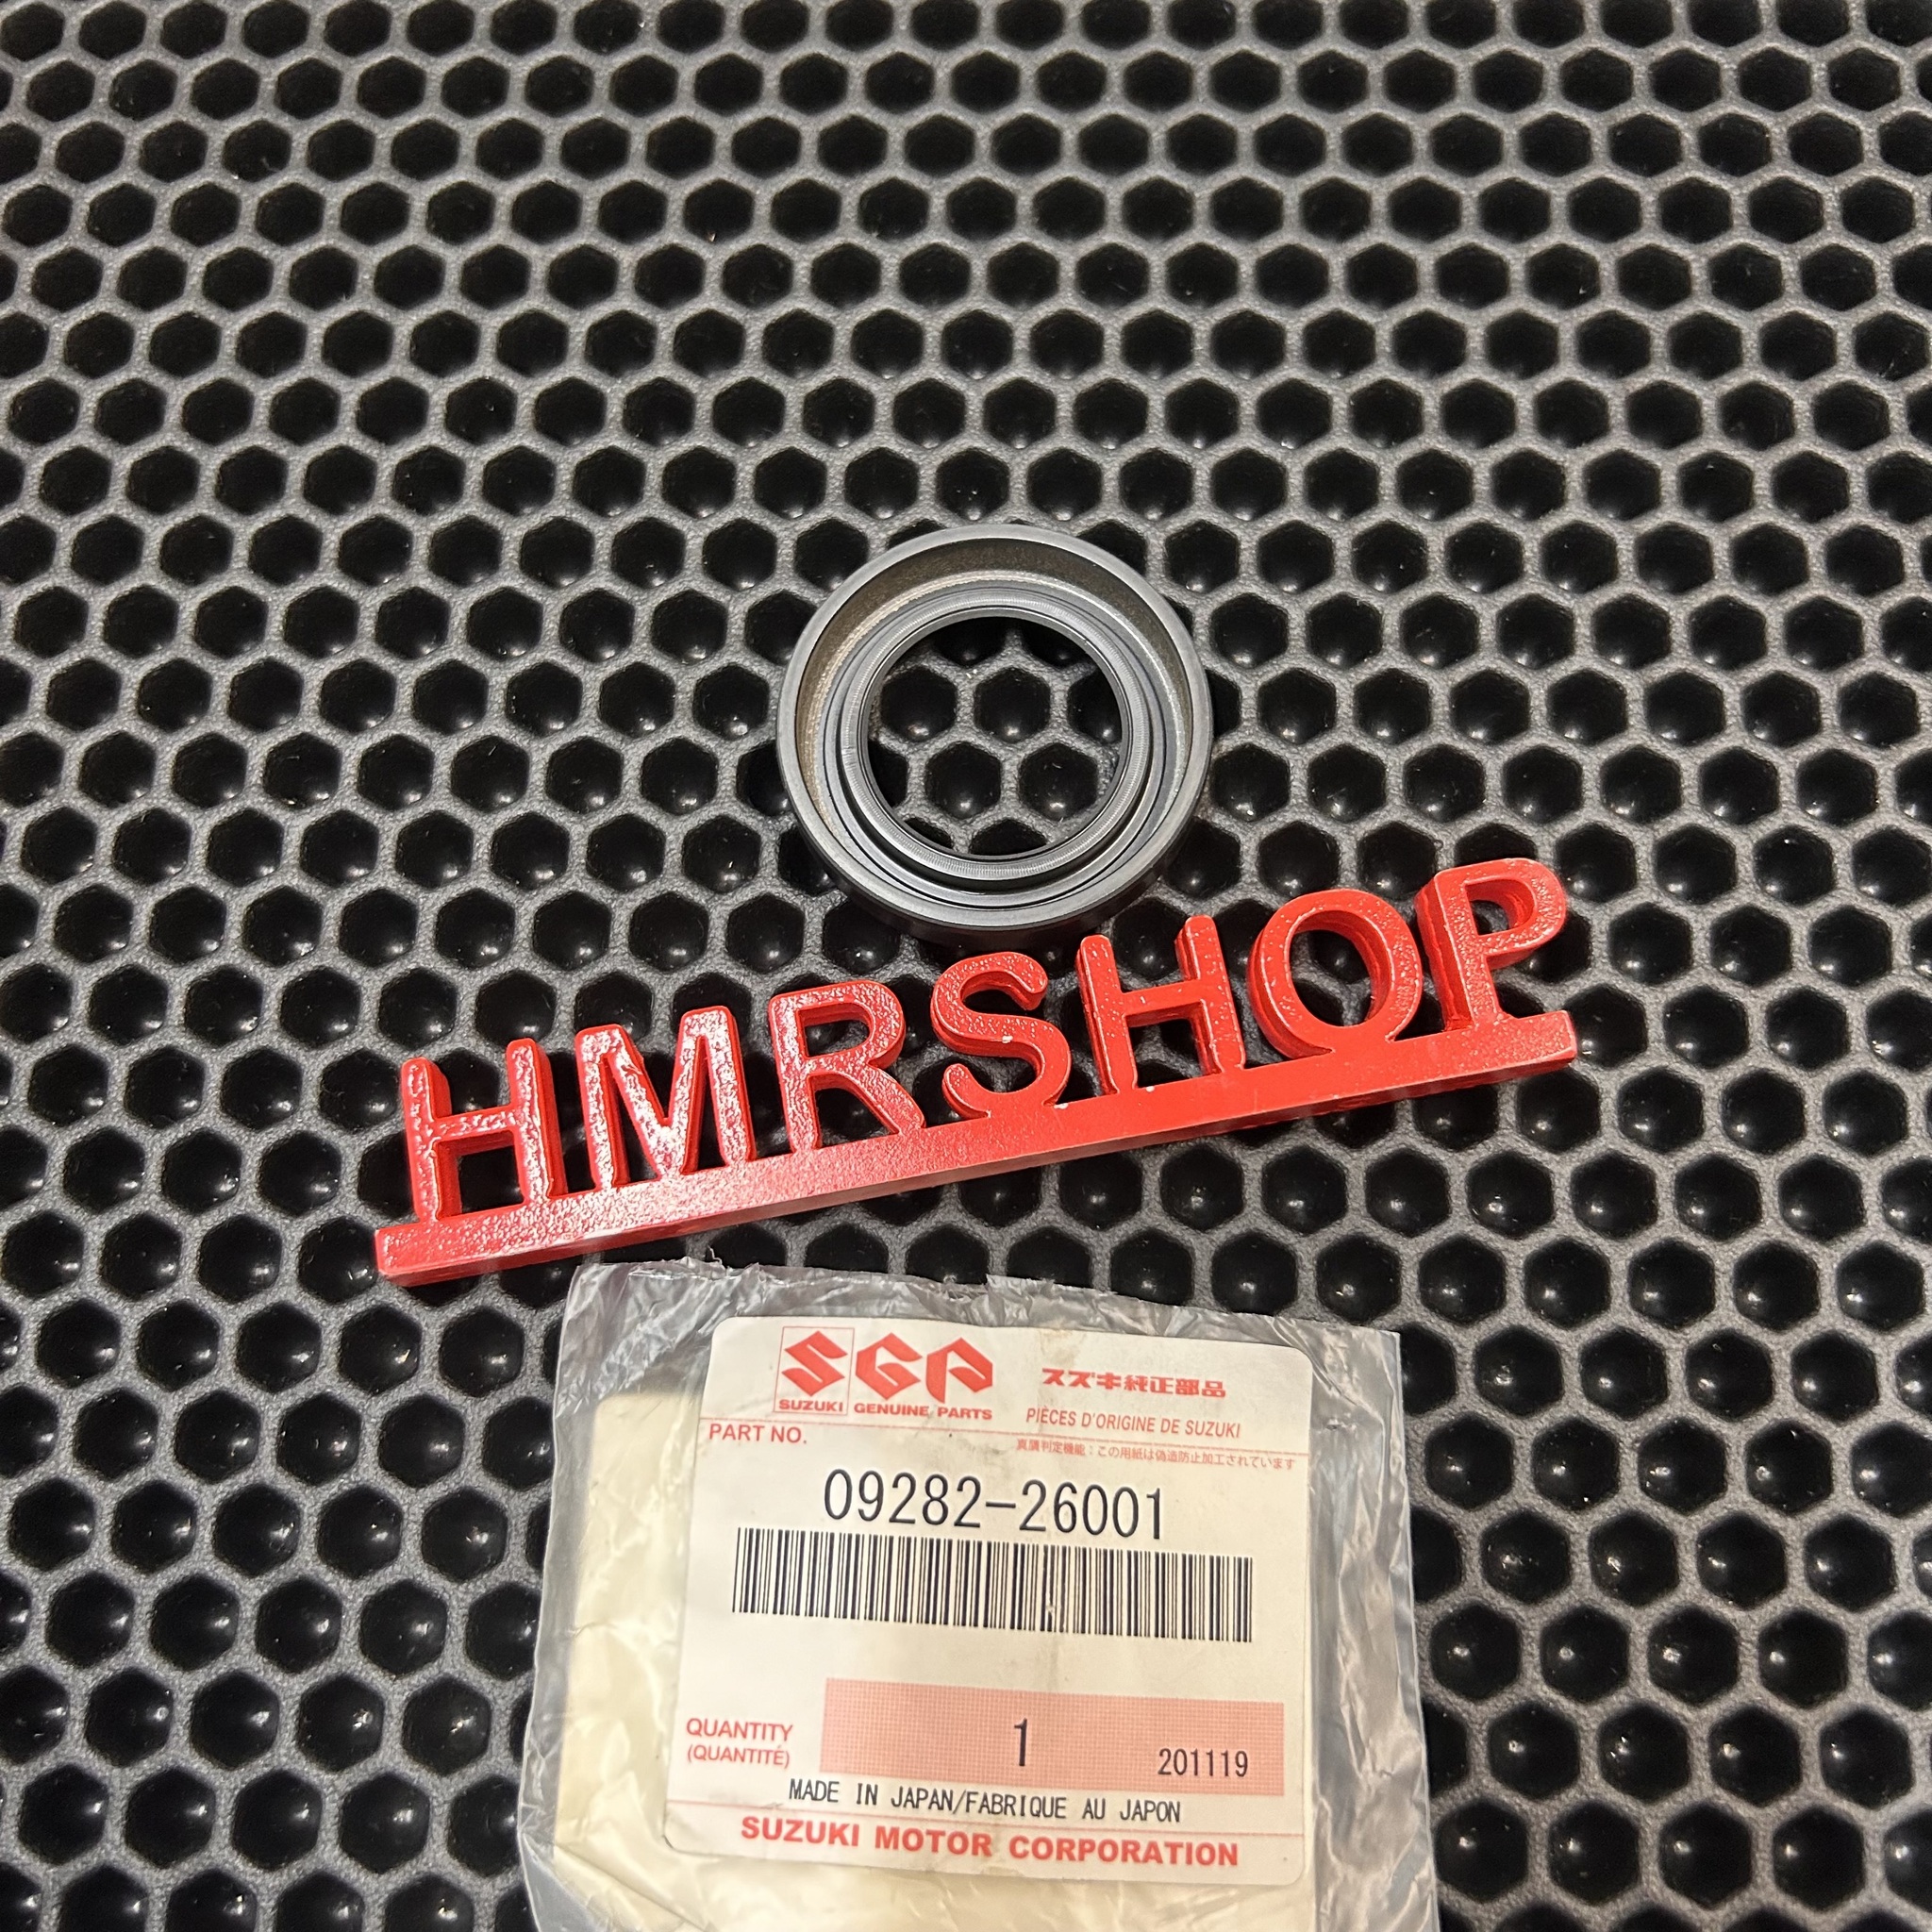 HMRSHOP
SGP スズキ純正部品
SUZUKI GENUINE PARTS PIÈCES D'ORIGINE DE SUZUKI
PART NO. 真贋判定機能：この用紙は偽造防止加工されています
09282-26001
QUANTITY
(QUANTITÉ)
1 201119
MADE IN JAPAN/FABRIQUE AU JAPON
SUZUKI MOTOR CORPORATION